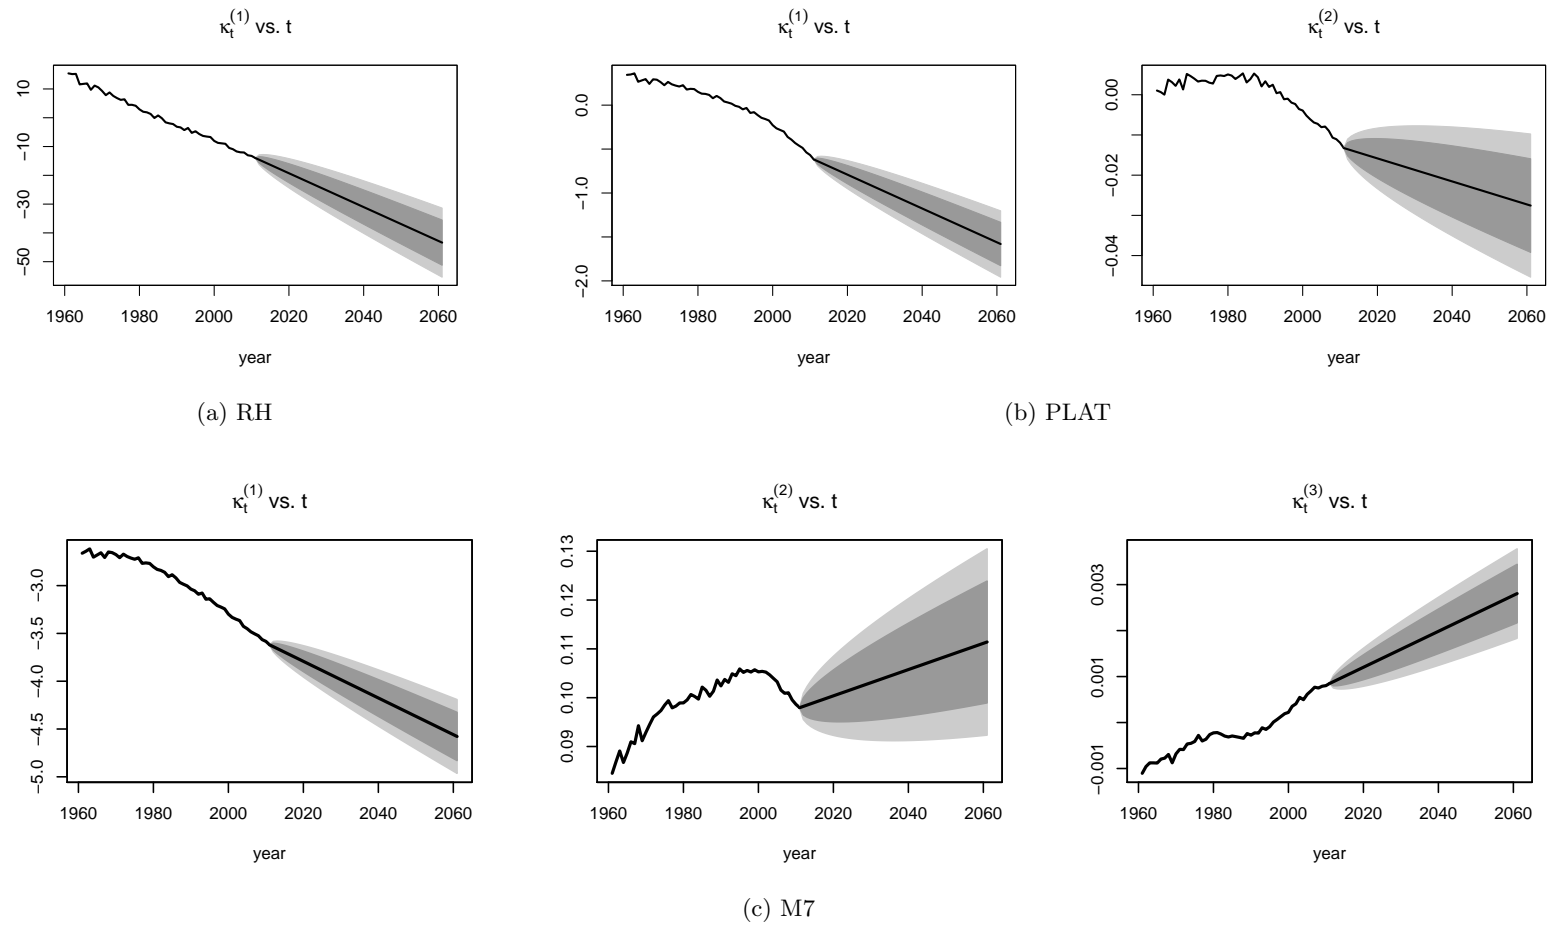 κₜ⁽¹⁾ vs. t
10
−10
−30
−50
1960 1980 2000 2020 2040 2060
year
(a) RH
κₜ⁽¹⁾ vs. t
0.0
−1.0
−2.0
1960 1980 2000 2020 2040 2060
year
κₜ⁽²⁾ vs. t
0.00
−0.02
−0.04
1960 1980 2000 2020 2040 2060
year
(b) PLAT
κₜ⁽¹⁾ vs. t
−3.0
−3.5
−4.0
−4.5
−5.0
1960 1980 2000 2020 2040 2060
year
κₜ⁽²⁾ vs. t
0.13
0.12
0.11
0.10
0.09
1960 1980 2000 2020 2040 2060
year
κₜ⁽³⁾ vs. t
0.003
0.001
−0.001
1960 1980 2000 2020 2040 2060
year
(c) M7